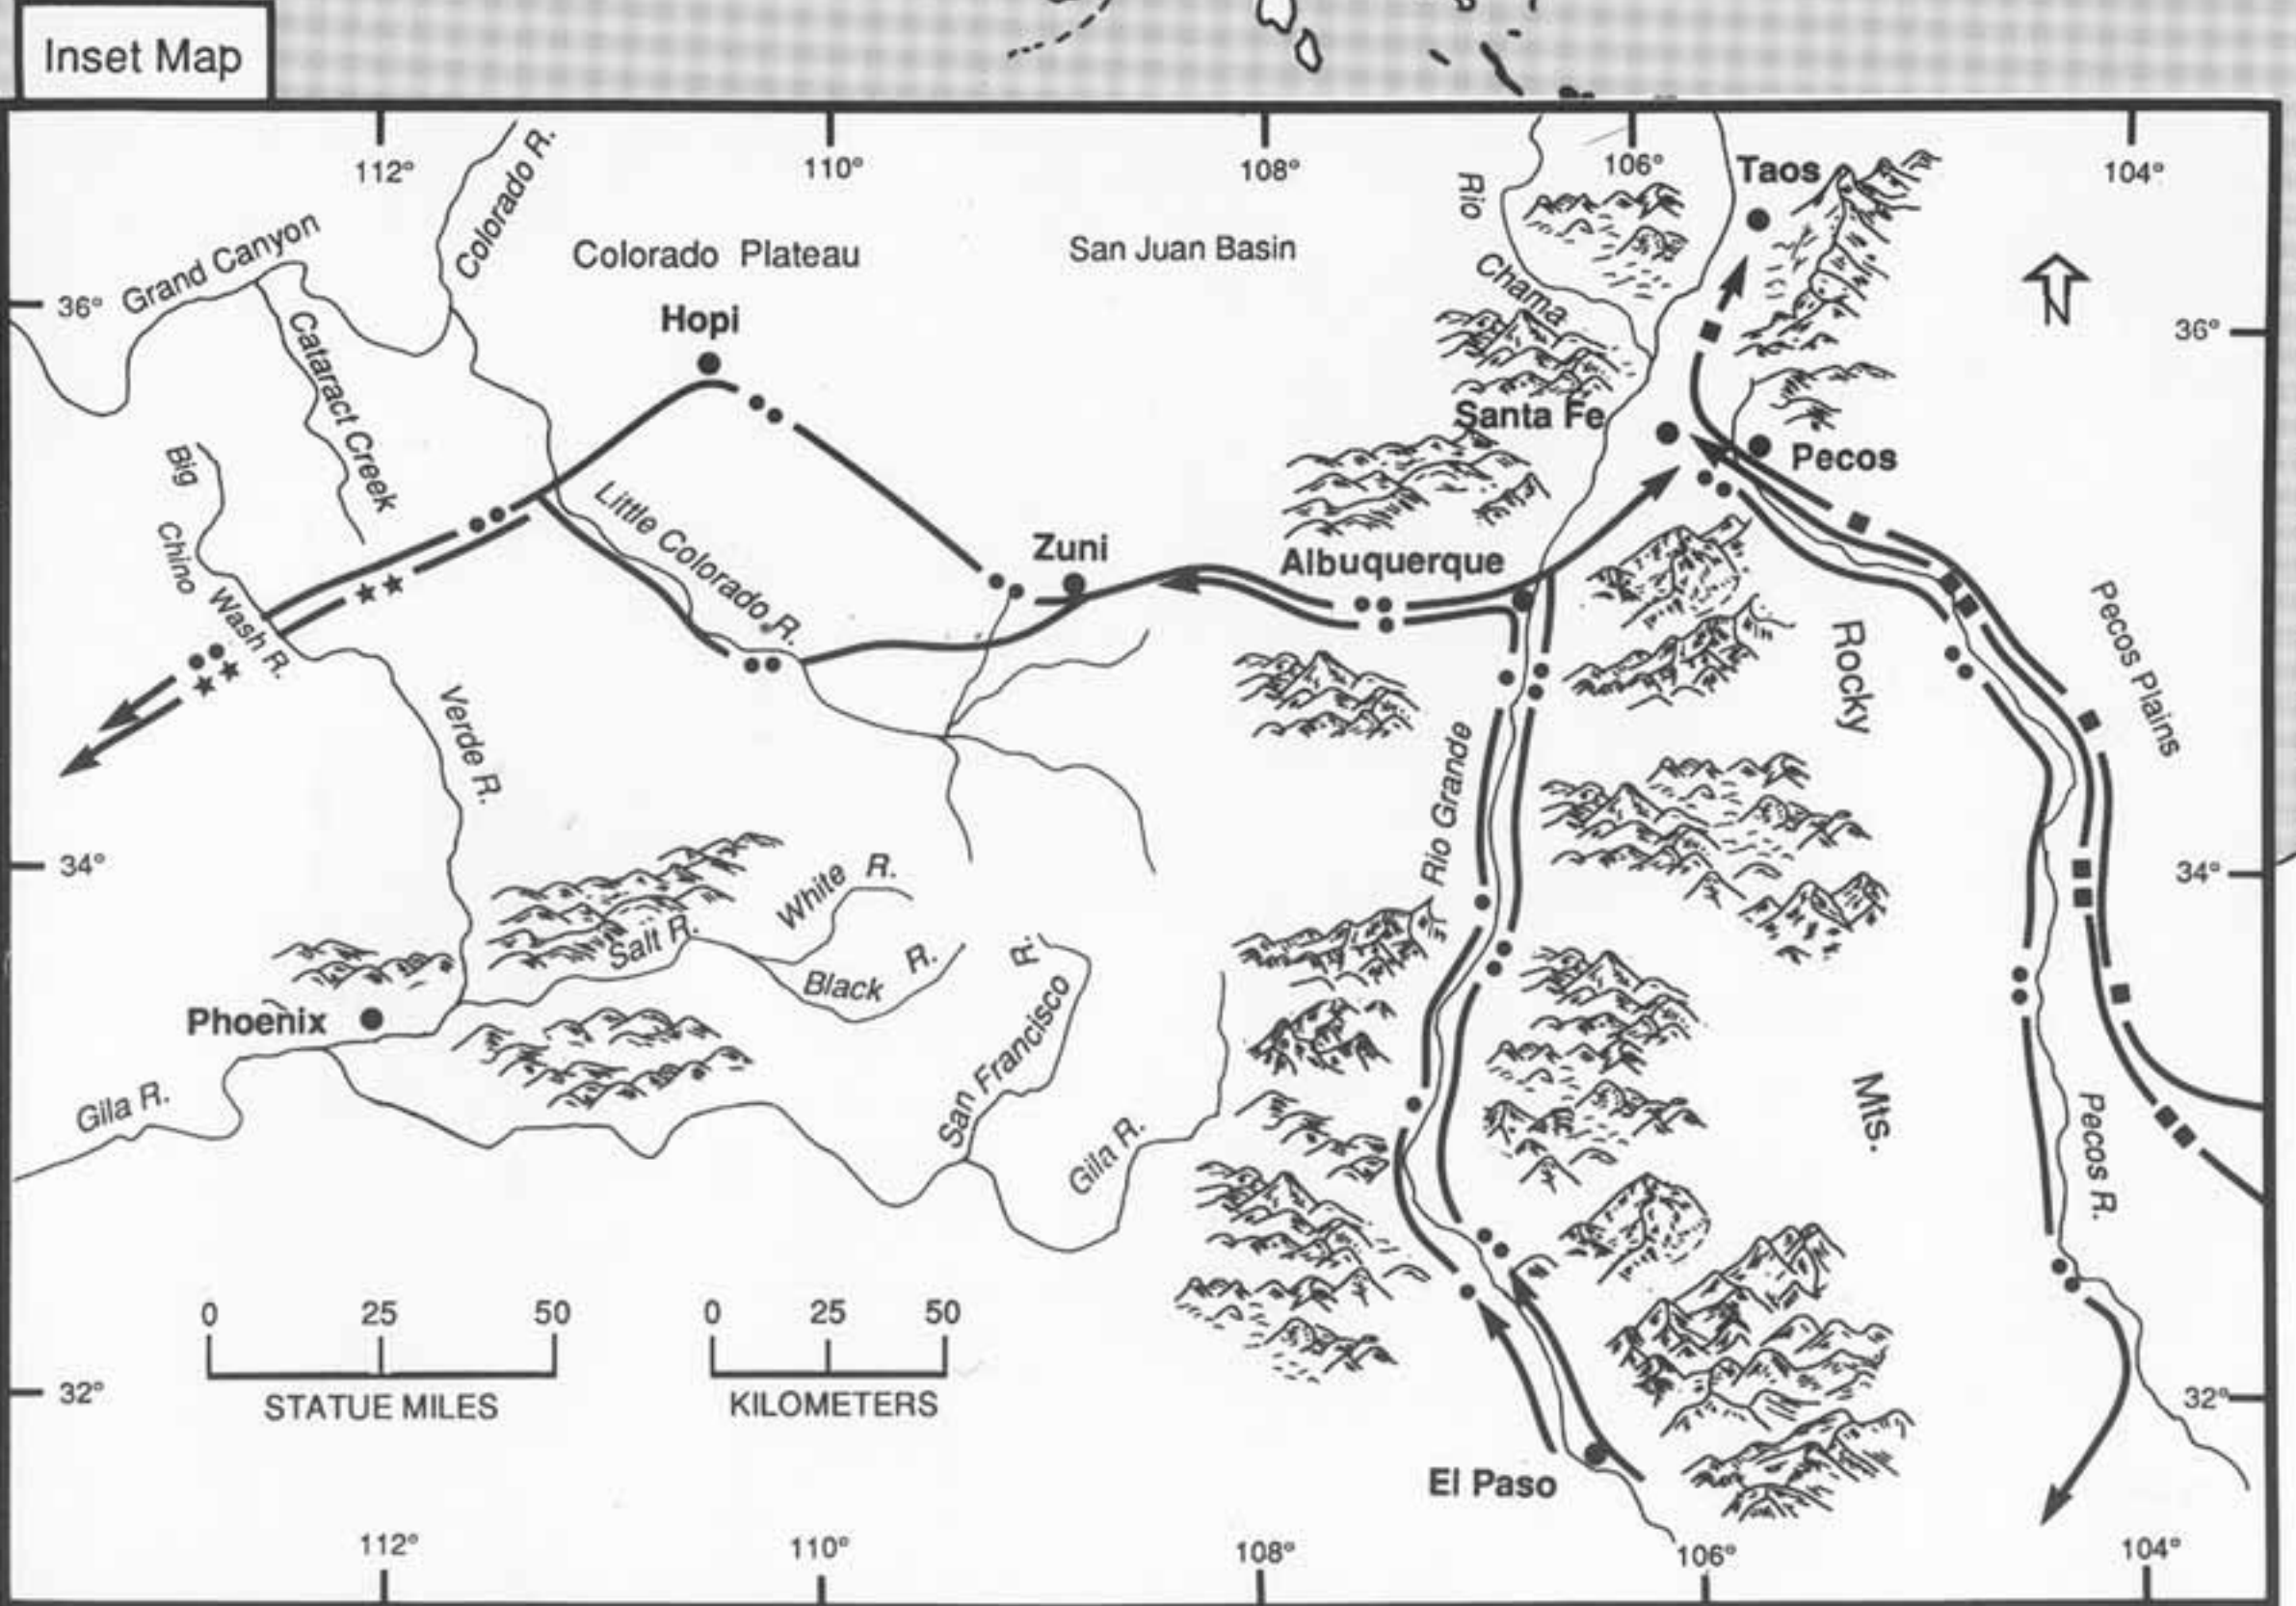 Inset Map
112°
110°
108°
106°
104°
Colorado R.
Rio
Chama
Taos
Grand Canyon
Colorado Plateau
San Juan Basin
36°
36°
Hopi
Cataract Creek
Santa Fe
Pecos
Big
Chino
Wash R.
Little Colorado R.
Zuni
Albuquerque
Pecos Plains
Rocky
Verde R.
Rio Grande
34°
34°
White R.
Salt R.
Black R.
San Francisco R.
Phoenix
Gila R.
Gila R.
Mts.
Pecos R.
0 25 50
STATUE MILES
0 25 50
KILOMETERS
32°
32°
El Paso
112°
110°
108°
106°
104°